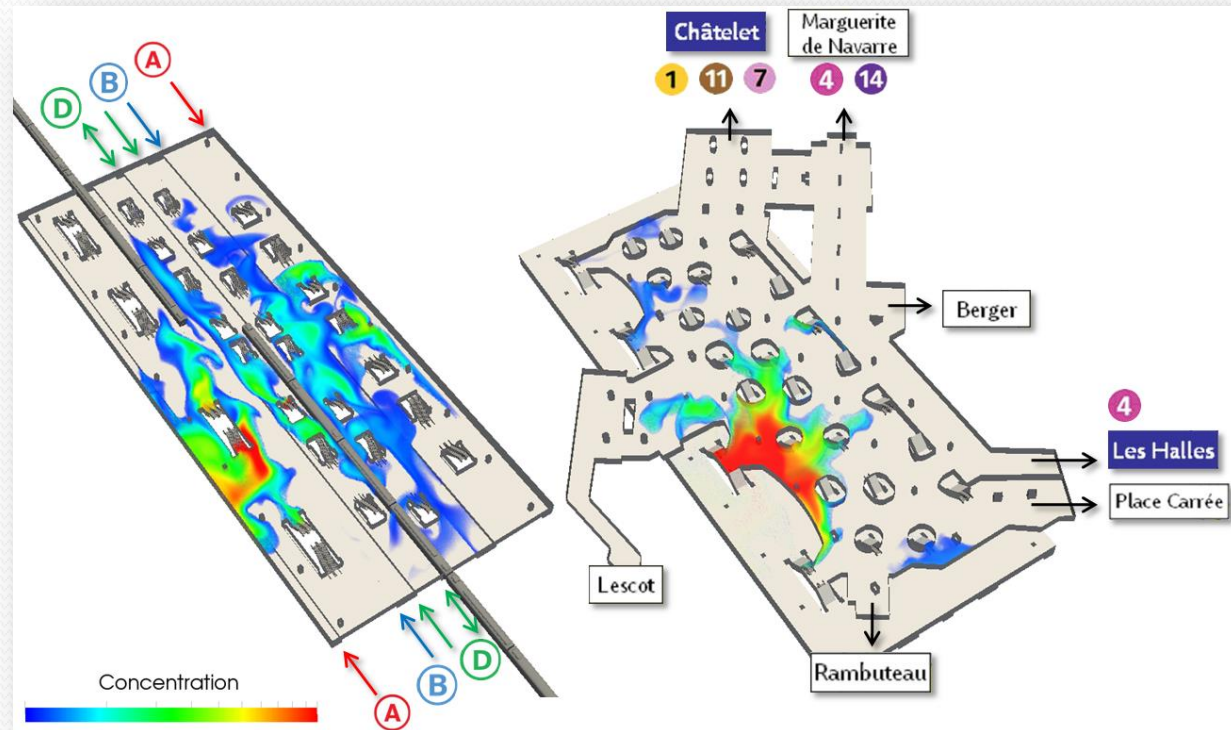 A
B
D
Châtelet
1 11 7
Marguerite
de Navarre
4 14
Berger
4
Les Halles
Place Carrée
Lescot
Rambuteau
D
B
A
Concentration